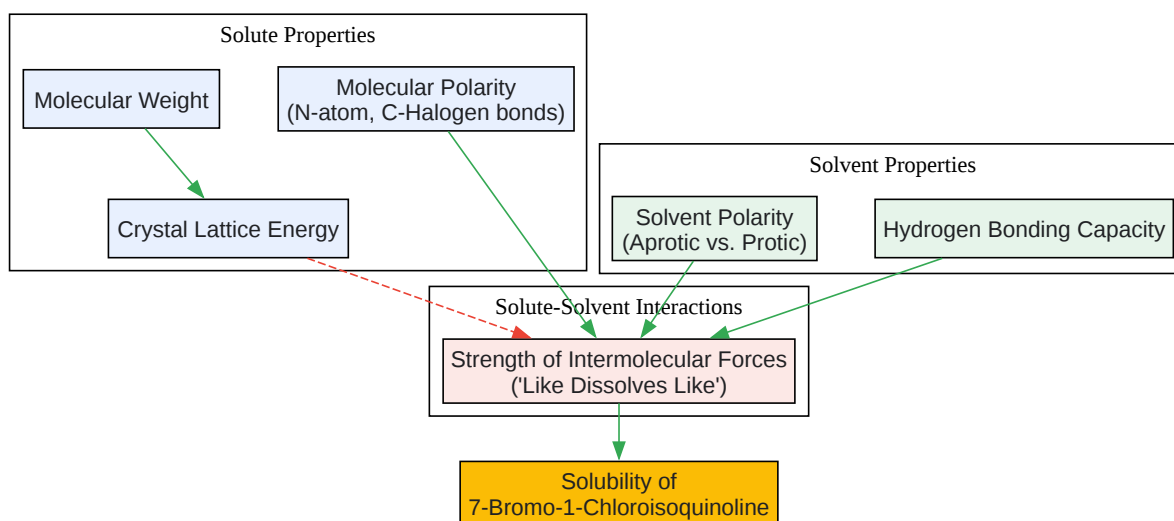 Solute Properties
Molecular Weight
Molecular Polarity
(N-atom, C-Halogen bonds)
Crystal Lattice Energy
Solvent Properties
Solvent Polarity
(Aprotic vs. Protic)
Hydrogen Bonding Capacity
Solute-Solvent Interactions
Strength of Intermolecular Forces
('Like Dissolves Like')
Solubility of
7-Bromo-1-Chloroisoquinoline